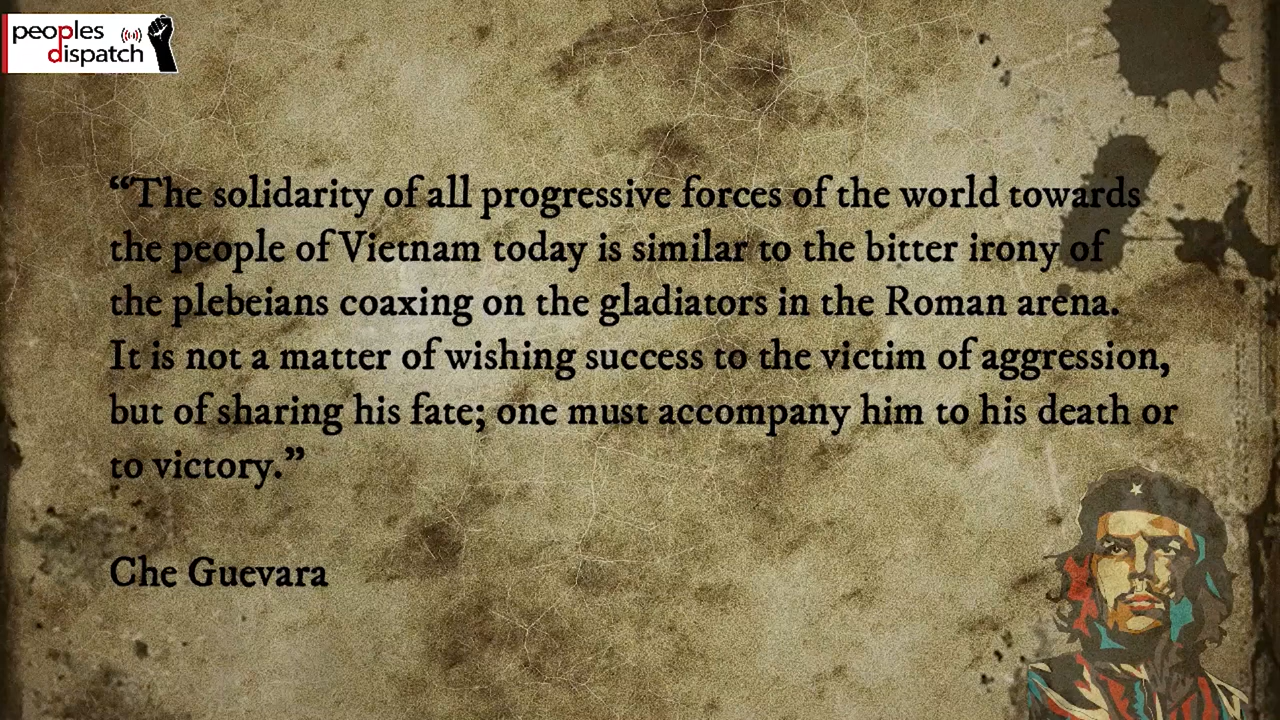 peoples
dispatch
“The solidarity of all progressive forces of the world towards
the people of Vietnam today is similar to the bitter irony of
the plebeians coaxing on the gladiators in the Roman arena.
It is not a matter of wishing success to the victim of aggression,
but of sharing his fate; one must accompany him to his death or
to victory.”
Che Guevara